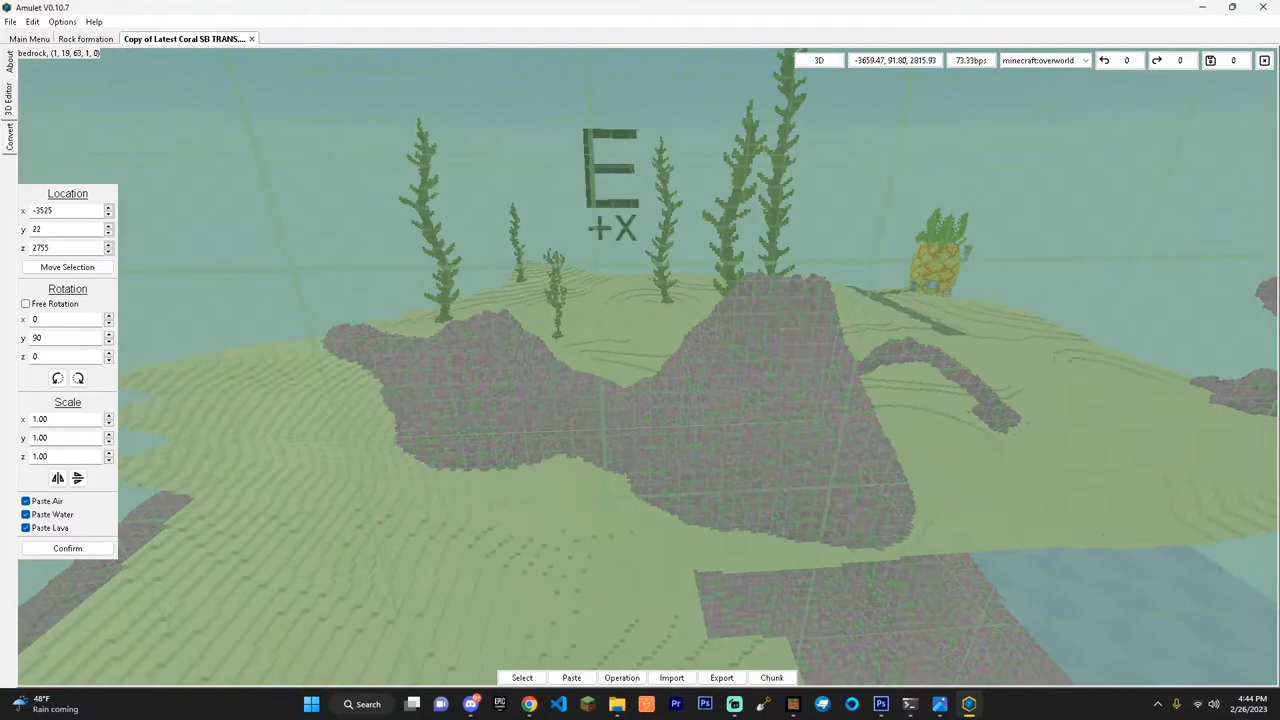 Amulet V0.10.7
File Edit Options Help
Main Menu Rock formation Copy of Latest Coral SB TRANS....
bedrock, (1, 19, 63, 1, 0)
3D -3659.47, 91.80, 2815.93 73.33bps minecraft:overworld 0 0 0
About
3D Editor
Convert
E
+X
Location
x -3525
y 22
z 2755
Move Selection
Rotation
Free Rotation
x 0
y 90
z 0
Scale
x 1.00
y 1.00
z 1.00
Paste Air
Paste Water
Paste Lava
Confirm
Select Paste Operation Import Export Chunk
48°F
Rain coming
Search
EPIC
Pr
Ps
Ps
4:44 PM
2/26/2023